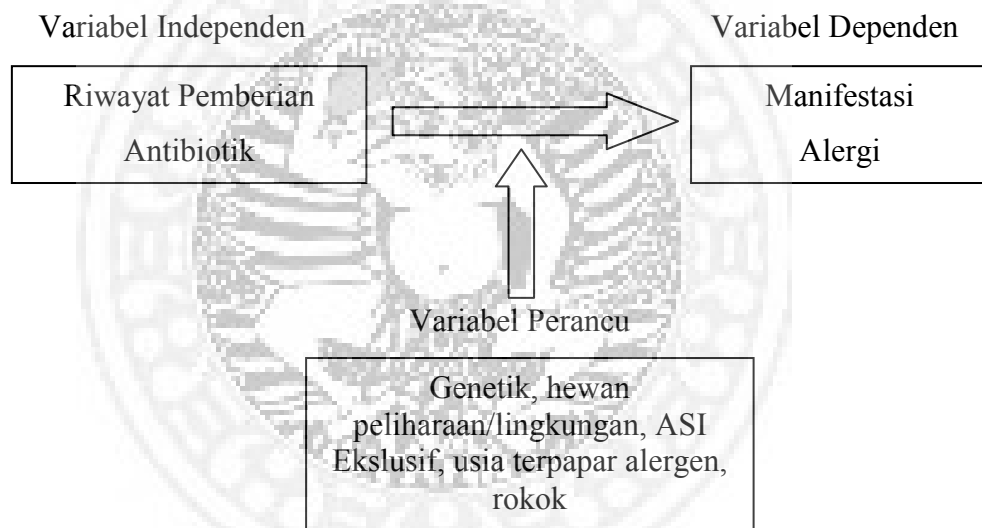 Variabel Independen
Variabel Dependen
Riwayat Pemberian
Antibiotik
Manifestasi
Alergi
Variabel Perancu
Genetik, hewan
peliharaan/lingkungan, ASI
Ekslusif, usia terpapar alergen,
rokok